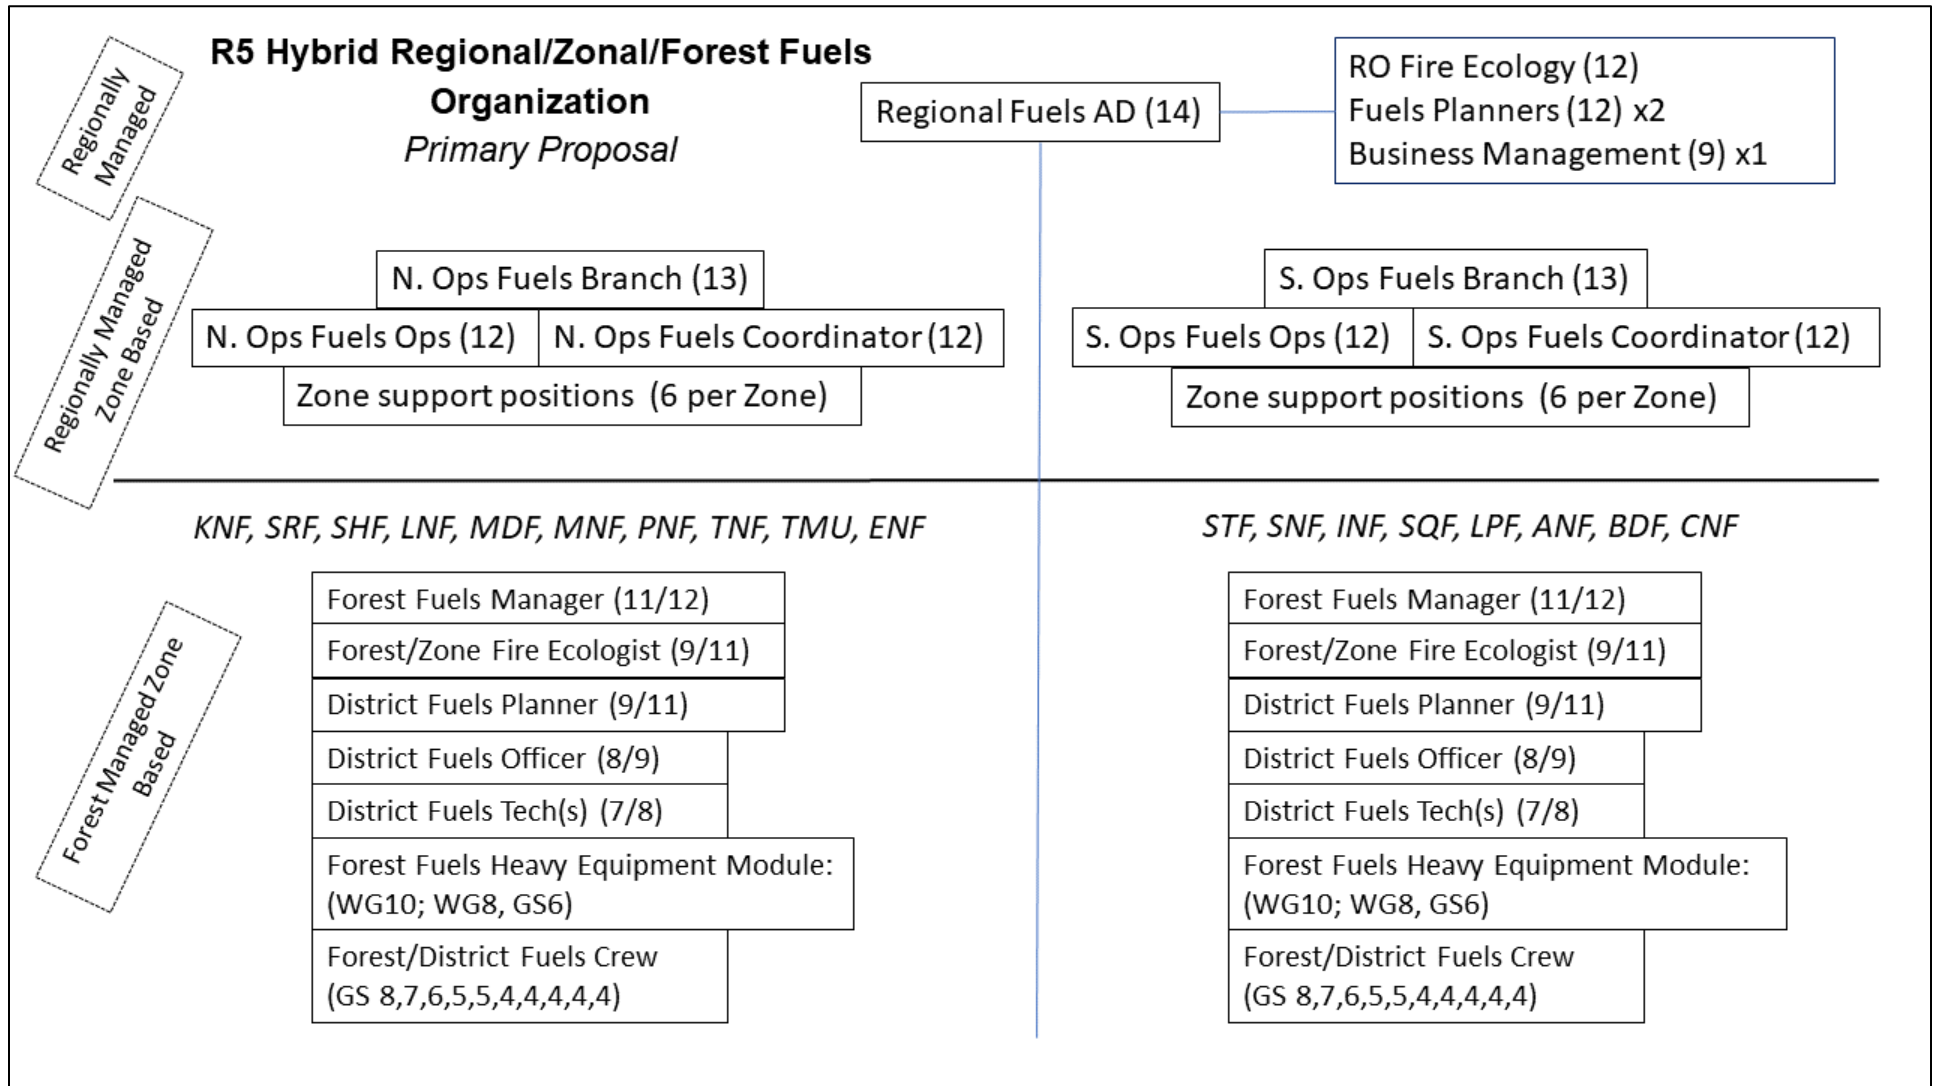 R5 Hybrid Regional/Zonal/Forest Fuels
Organization
Primary Proposal
Regionally
Managed
Regional Fuels AD (14)
RO Fire Ecology (12)
Fuels Planners (12) x2
Business Management (9) x1
Regionally Managed
Zone Based
N. Ops Fuels Branch (13)
N. Ops Fuels Ops (12)
N. Ops Fuels Coordinator (12)
Zone support positions (6 per Zone)
S. Ops Fuels Branch (13)
S. Ops Fuels Ops (12)
S. Ops Fuels Coordinator (12)
Zone support positions (6 per Zone)
Forest Managed Zone
Based
KNF, SRF, SHF, LNF, MDF, MNF, PNF, TNF, TMU, ENF
Forest Fuels Manager (11/12)
Forest/Zone Fire Ecologist (9/11)
District Fuels Planner (9/11)
District Fuels Officer (8/9)
District Fuels Tech(s) (7/8)
Forest Fuels Heavy Equipment Module:
(WG10; WG8, GS6)
Forest/District Fuels Crew
(GS 8,7,6,5,5,4,4,4,4,4)
STF, SNF, INF, SQF, LPF, ANF, BDF, CNF
Forest Fuels Manager (11/12)
Forest/Zone Fire Ecologist (9/11)
District Fuels Planner (9/11)
District Fuels Officer (8/9)
District Fuels Tech(s) (7/8)
Forest Fuels Heavy Equipment Module:
(WG10; WG8, GS6)
Forest/District Fuels Crew
(GS 8,7,6,5,5,4,4,4,4,4)